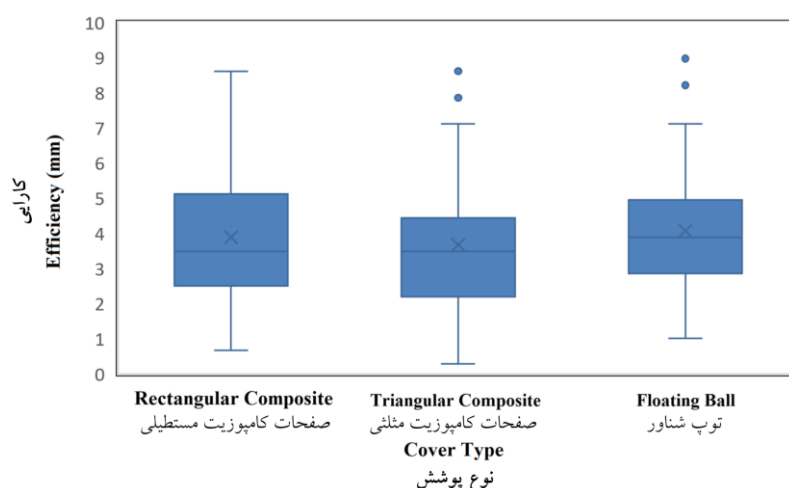 10
9
8
7
6
5
4
3
2
1
0
کارایی
Efficiency (mm)
Rectangular Composite
صفحات کامپوزیت مستطیلی
Triangular Composite
صفحات کامپوزیت مثلثی
Floating Ball
توپ شناور
Cover Type
نوع پوشش